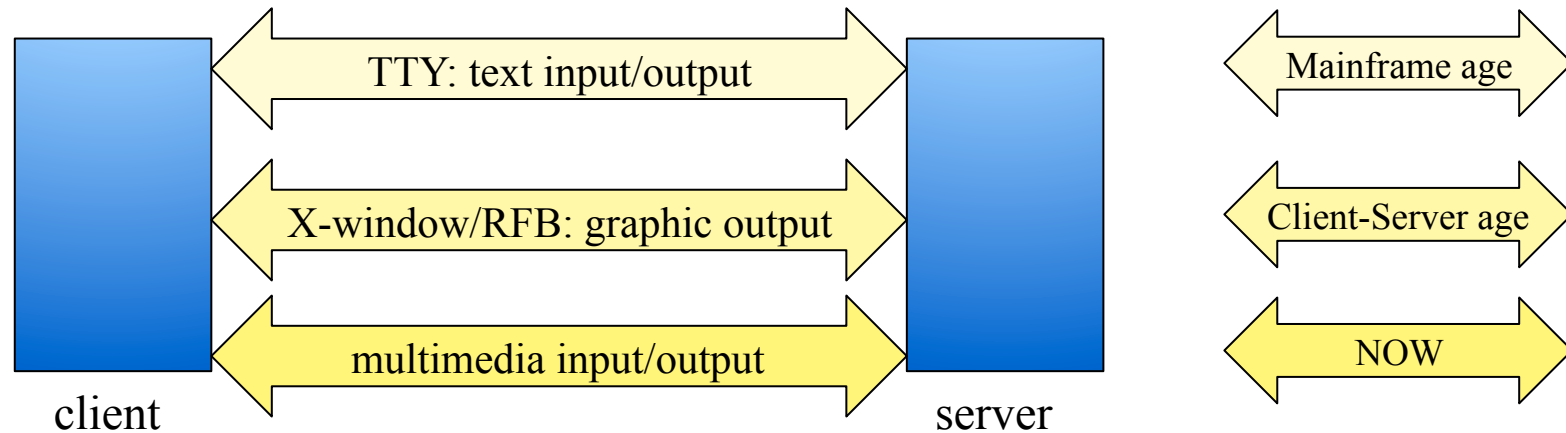 TTY: text input/output
Mainframe age
X-window/RFB: graphic output
Client-Server age
multimedia input/output
NOW
client
server